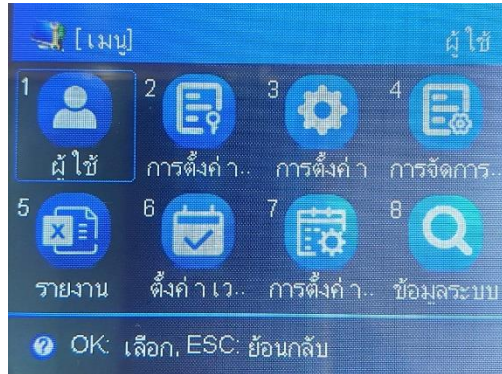 [เมนู] ผู้ใช้
1 2 3 4
ผู้ใช้ การตั้งค่า.. การตั้งค่า การจัดการ..
5 6 7 8
รายงาน ตั้งค่าเว.. การตั้งค่า.. ข้อมูลระบบ
OK: เลือก, ESC: ย้อนกลับ